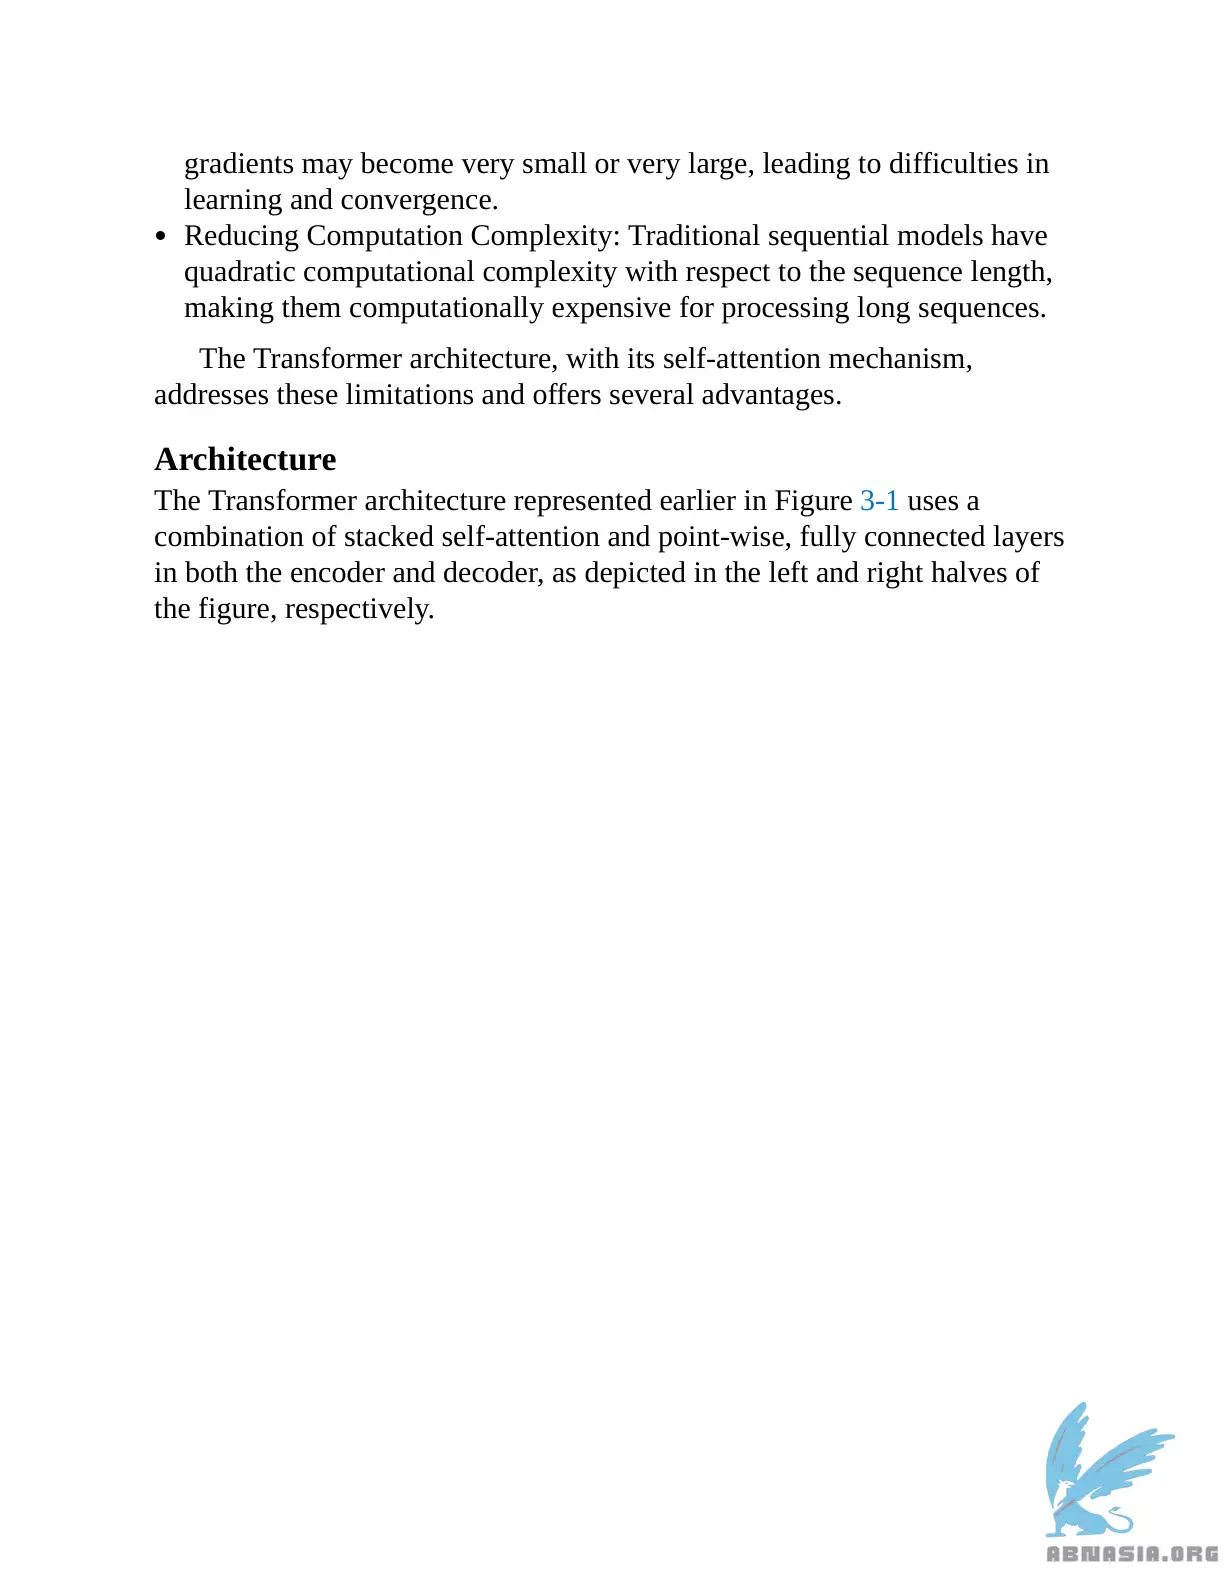 gradients may become very small or very large, leading to difficulties in
learning and convergence.
• Reducing Computation Complexity: Traditional sequential models have
quadratic computational complexity with respect to the sequence length,
making them computationally expensive for processing long sequences.
The Transformer architecture, with its self-attention mechanism,
addresses these limitations and offers several advantages.
Architecture
The Transformer architecture represented earlier in Figure 3-1 uses a
combination of stacked self-attention and point-wise, fully connected layers
in both the encoder and decoder, as depicted in the left and right halves of
the figure, respectively.
ABNASIA.ORG